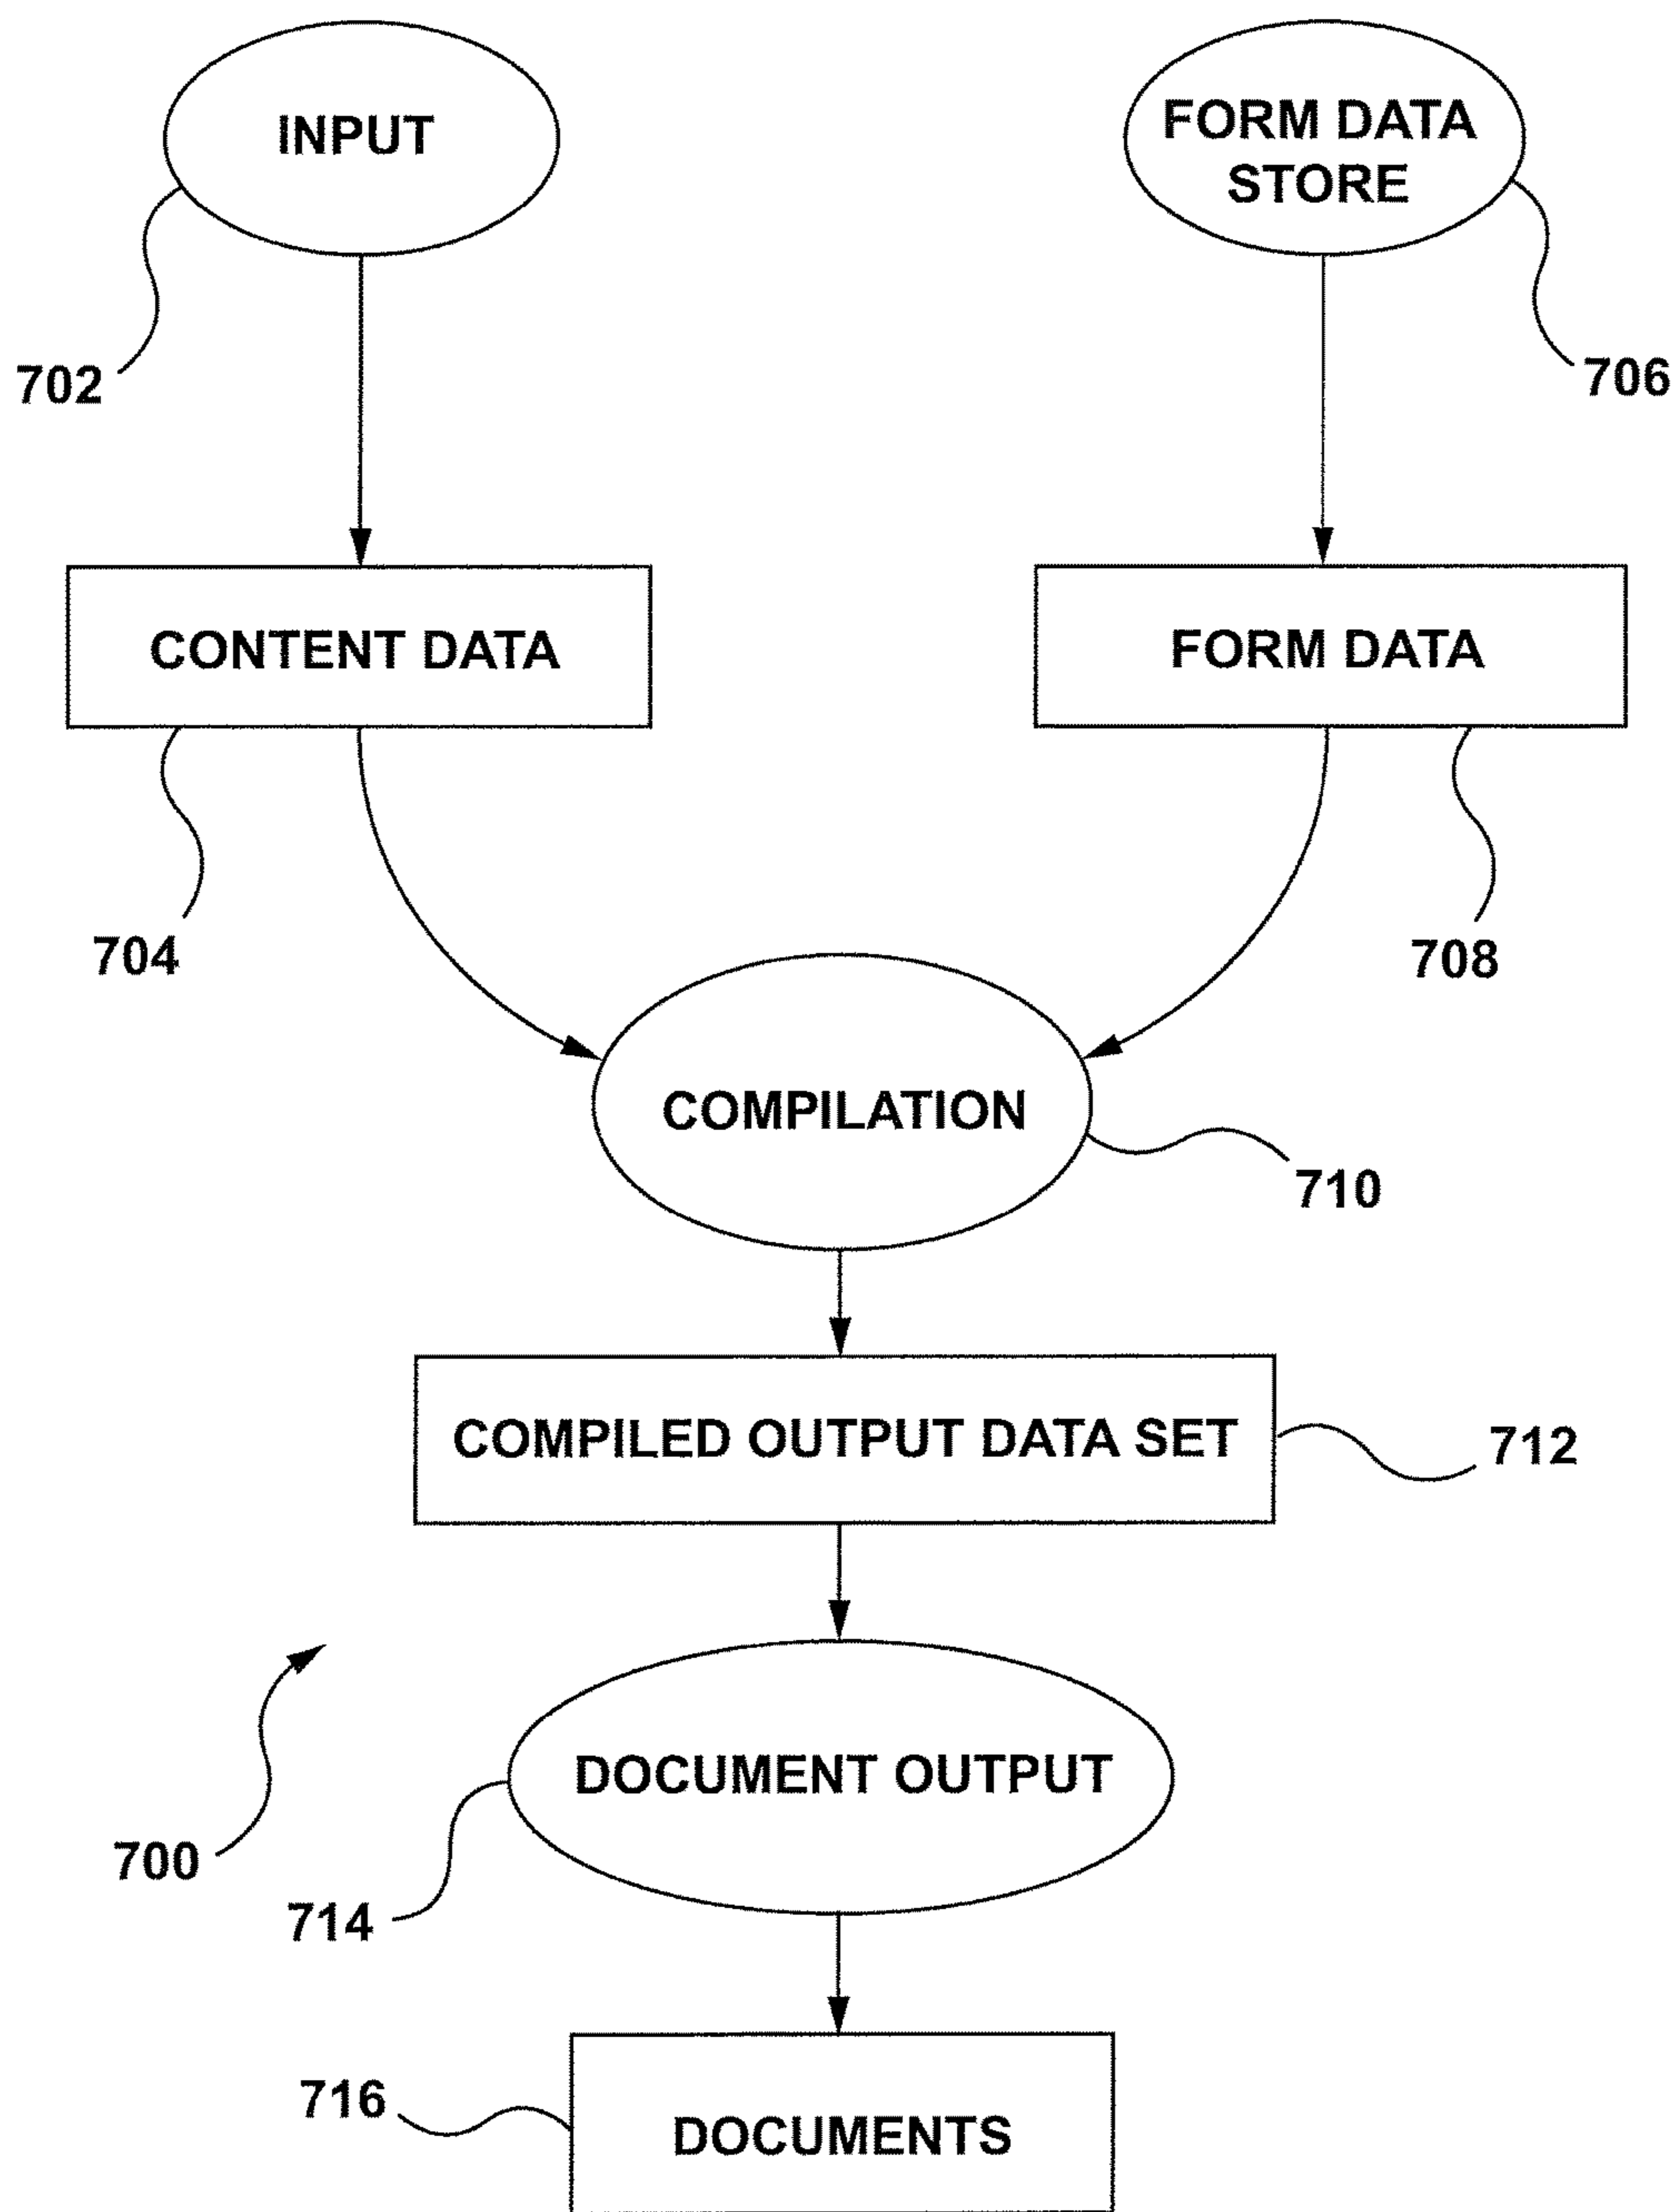 INPUT
FORM DATA
STORE
702
706
CONTENT DATA
FORM DATA
704
708
COMPILATION
710
COMPILED OUTPUT DATA SET
712
DOCUMENT OUTPUT
700
714
716
DOCUMENTS